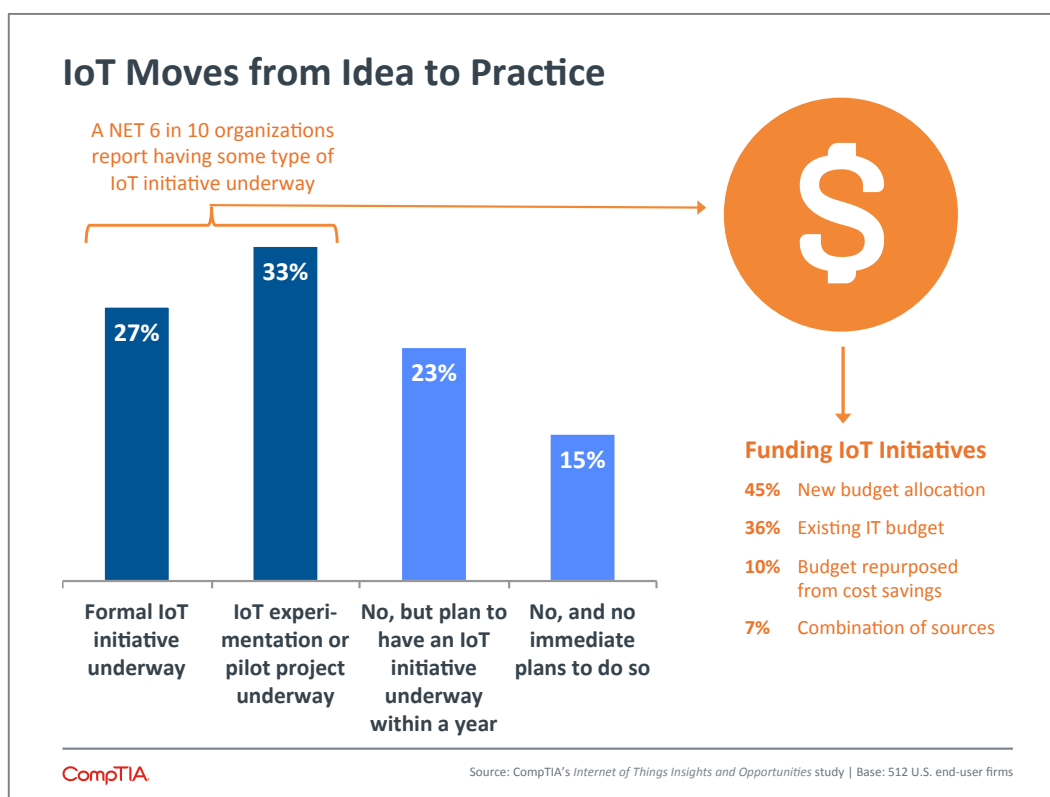 IoT Moves from Idea to Practice
A NET 6 in 10 organizations
report having some type of
IoT initiative underway
$
27%
33%
23%
15%
Formal IoT
initiative
underway
IoT experi-
mentation or
pilot project
underway
No, but plan to
have an IoT
initiative
underway
within a year
No, and no
immediate
plans to do so
Funding IoT Initiatives
45% New budget allocation
36% Existing IT budget
10% Budget repurposed
from cost savings
7% Combination of sources
CompTIA.
Source: CompTIA's Internet of Things Insights and Opportunities study | Base: 512 U.S. end-user firms